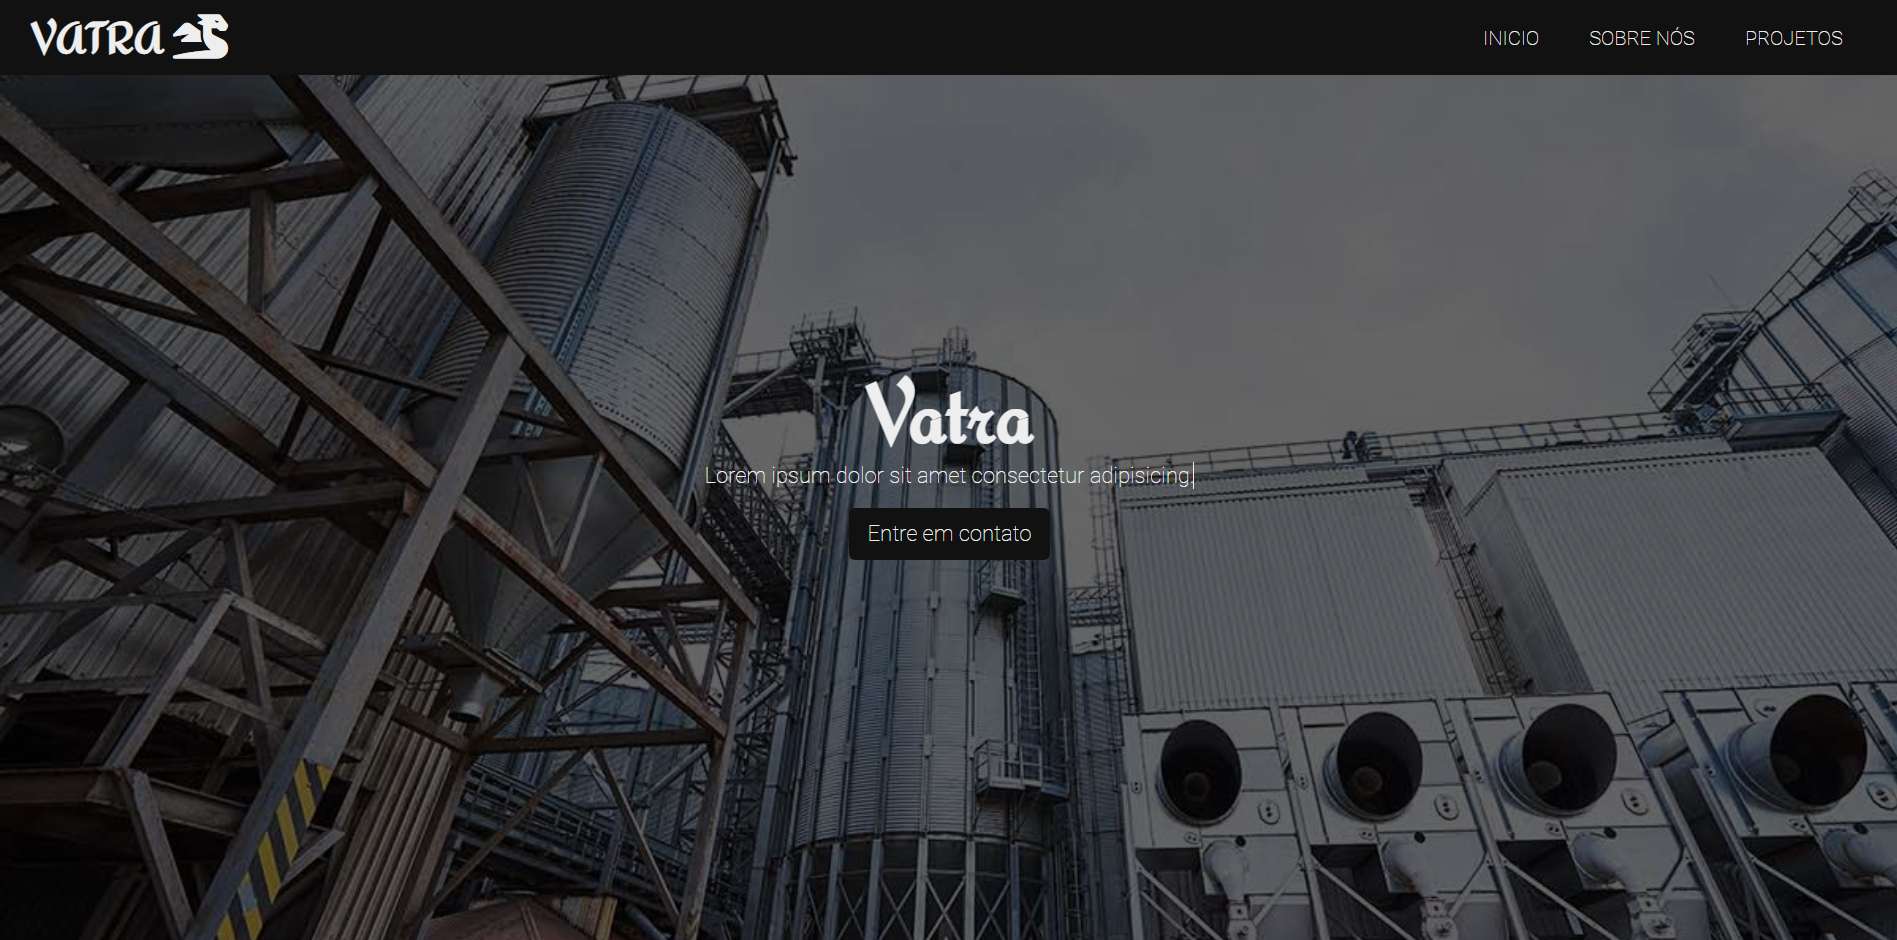 VATRA
INICIO SOBRE NÓS PROJETOS
Vatra
Lorem ipsum dolor sit amet consectetur adipisicing.
Entre em contato